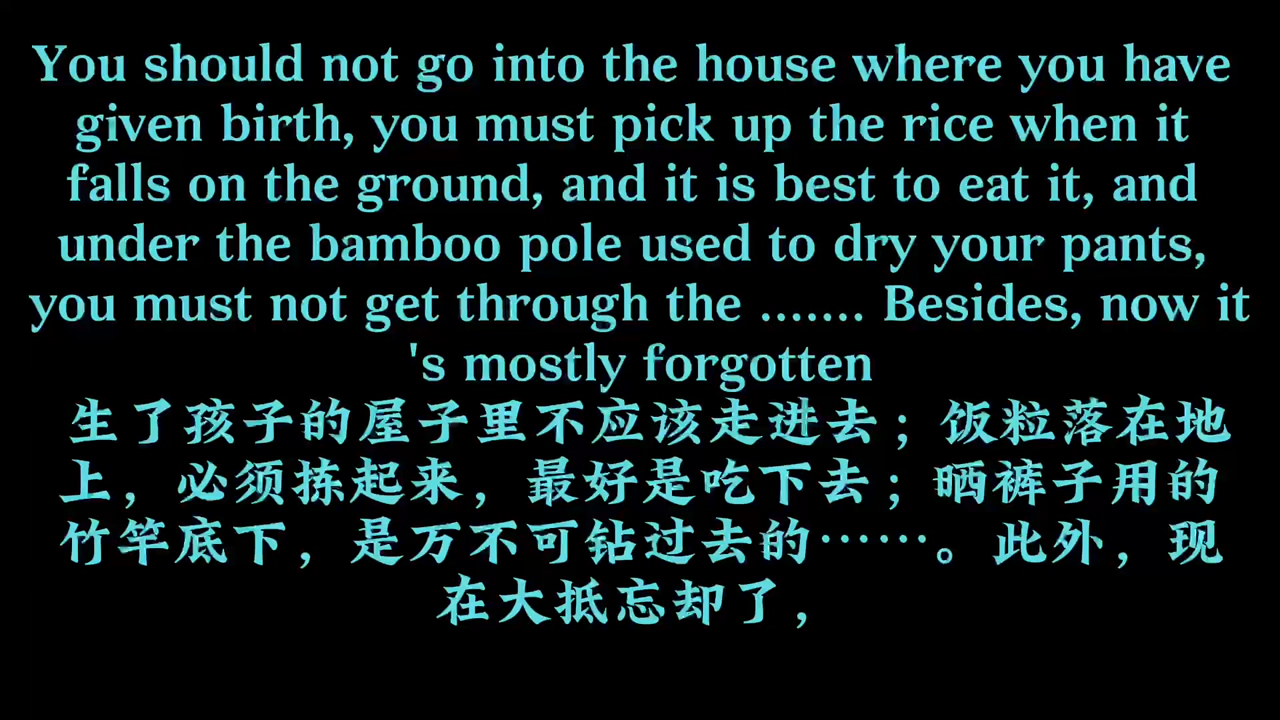 You should not go into the house where you have
given birth, you must pick up the rice when it
falls on the ground, and it is best to eat it, and
under the bamboo pole used to dry your pants,
you must not get through the ....... Besides, now it
's mostly forgotten
生了孩子的屋子里不应该走进去；饭粒落在地
上，必须拣起来，最好是吃下去；晒裤子用的
竹竿底下，是万不可钻过去的……。此外，现
在大抵忘却了，